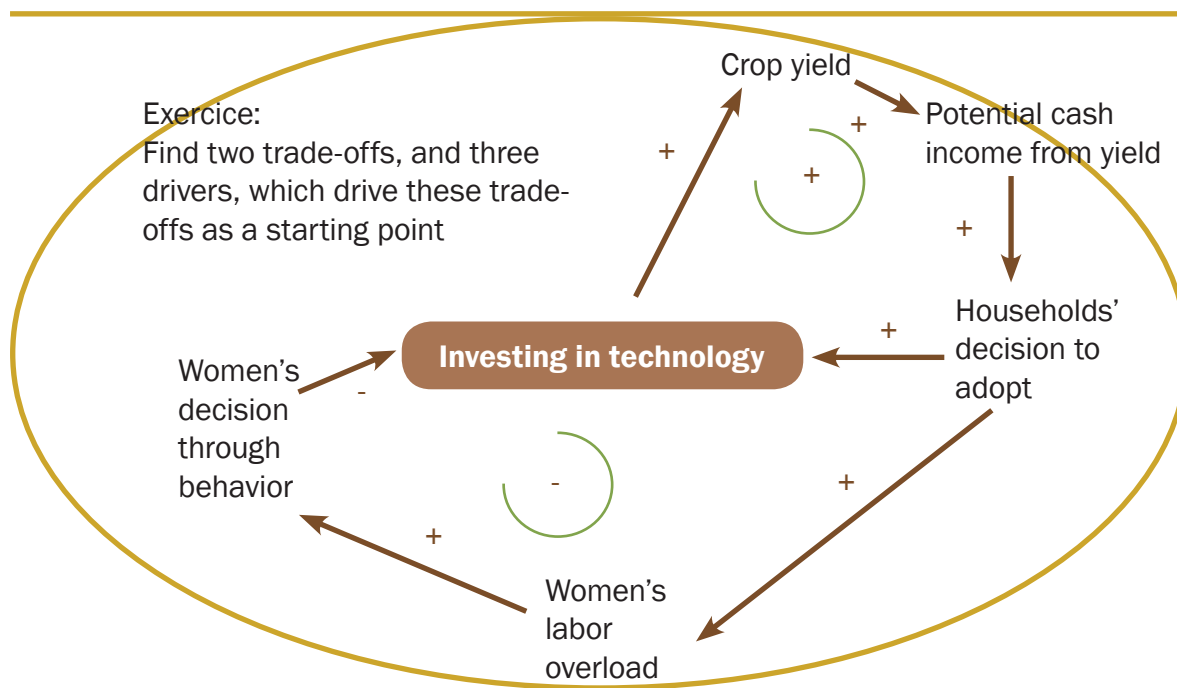 Exercice:
Find two trade-offs, and three
drivers, which drive these trade-
offs as a starting point
Crop yield
+
Potential cash
income from yield
+
+
+
Households’
decision to
adopt
+
Investing in technology
Women’s
decision
through
behavior
-
-
+
+
Women’s
labor
overload